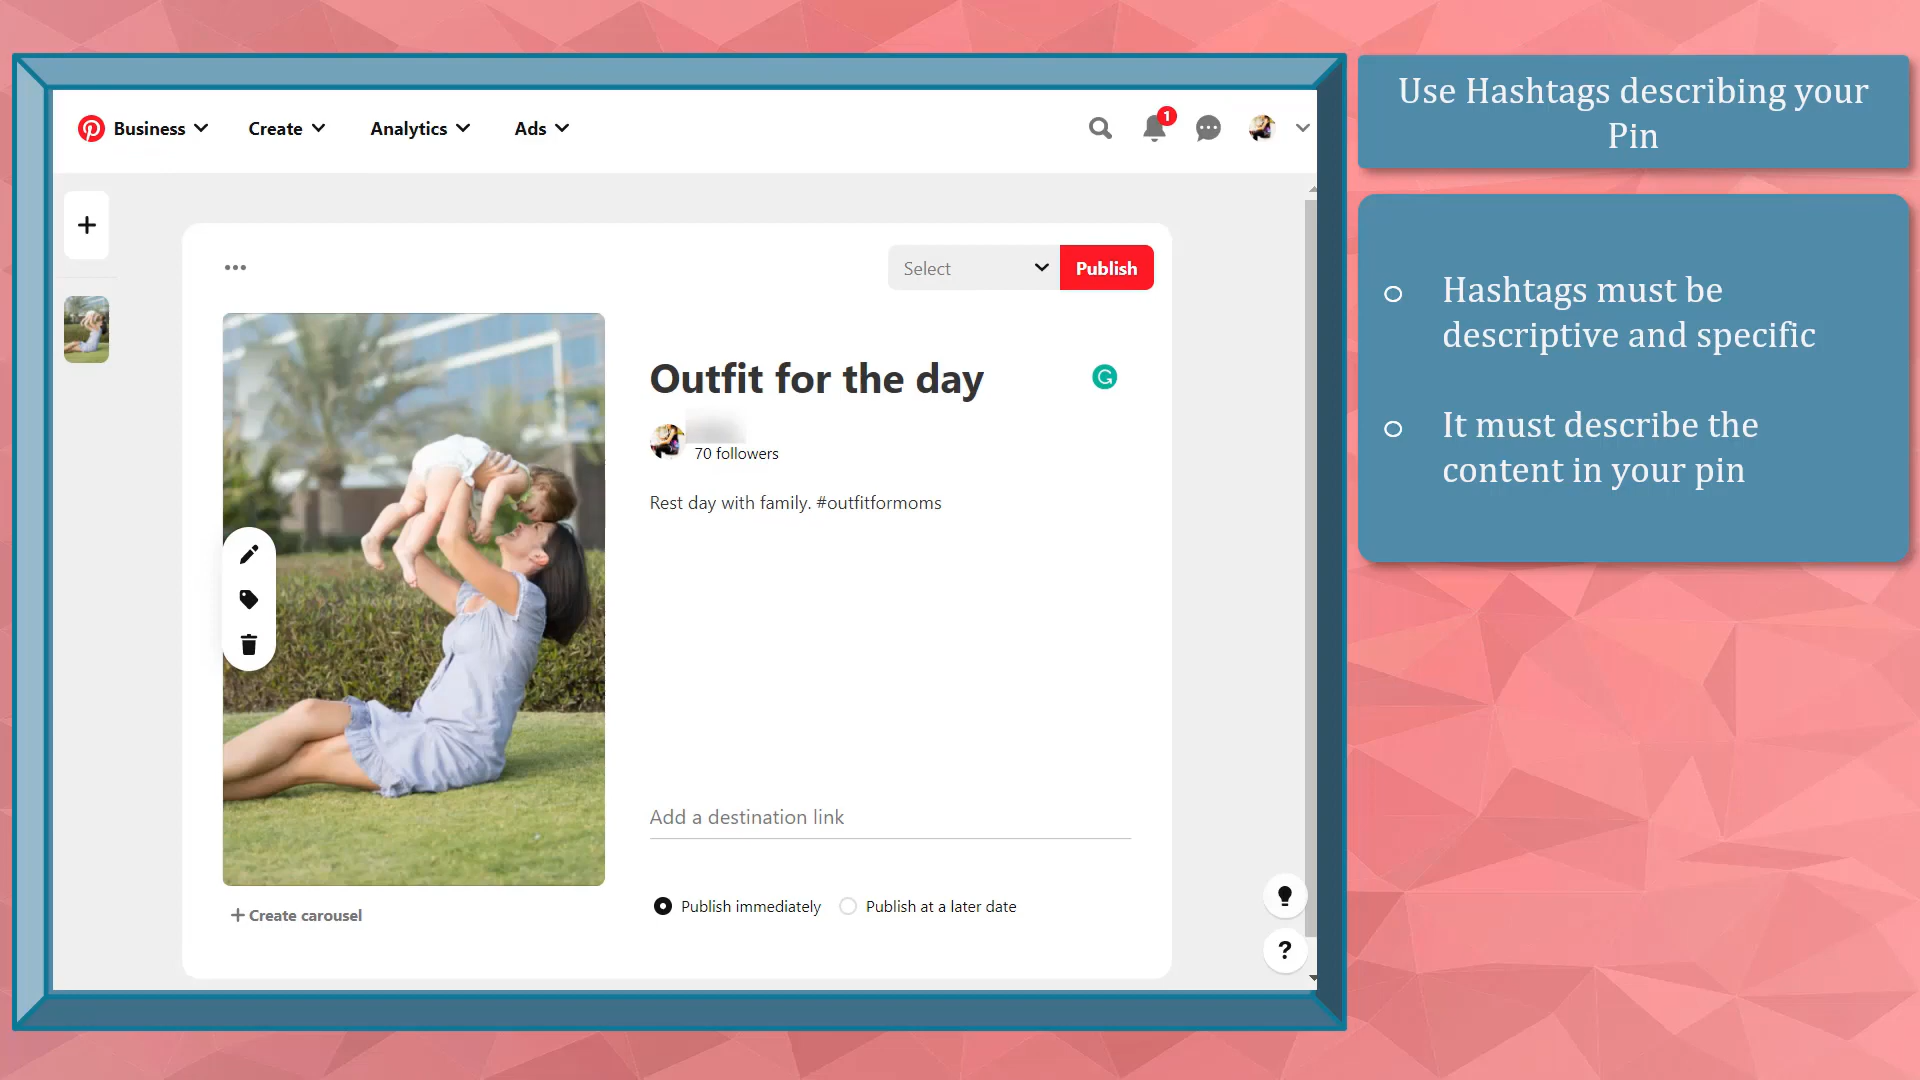 Use Hashtags describing your
Pin
Business
Create
Analytics
Ads
1
Select
Publish
Outfit for the day
70 followers
Rest day with family. #outfitformoms
Add a destination link
Publish immediately
Publish at a later date
+ Create carousel
?
Hashtags must be
descriptive and specific
It must describe the
content in your pin